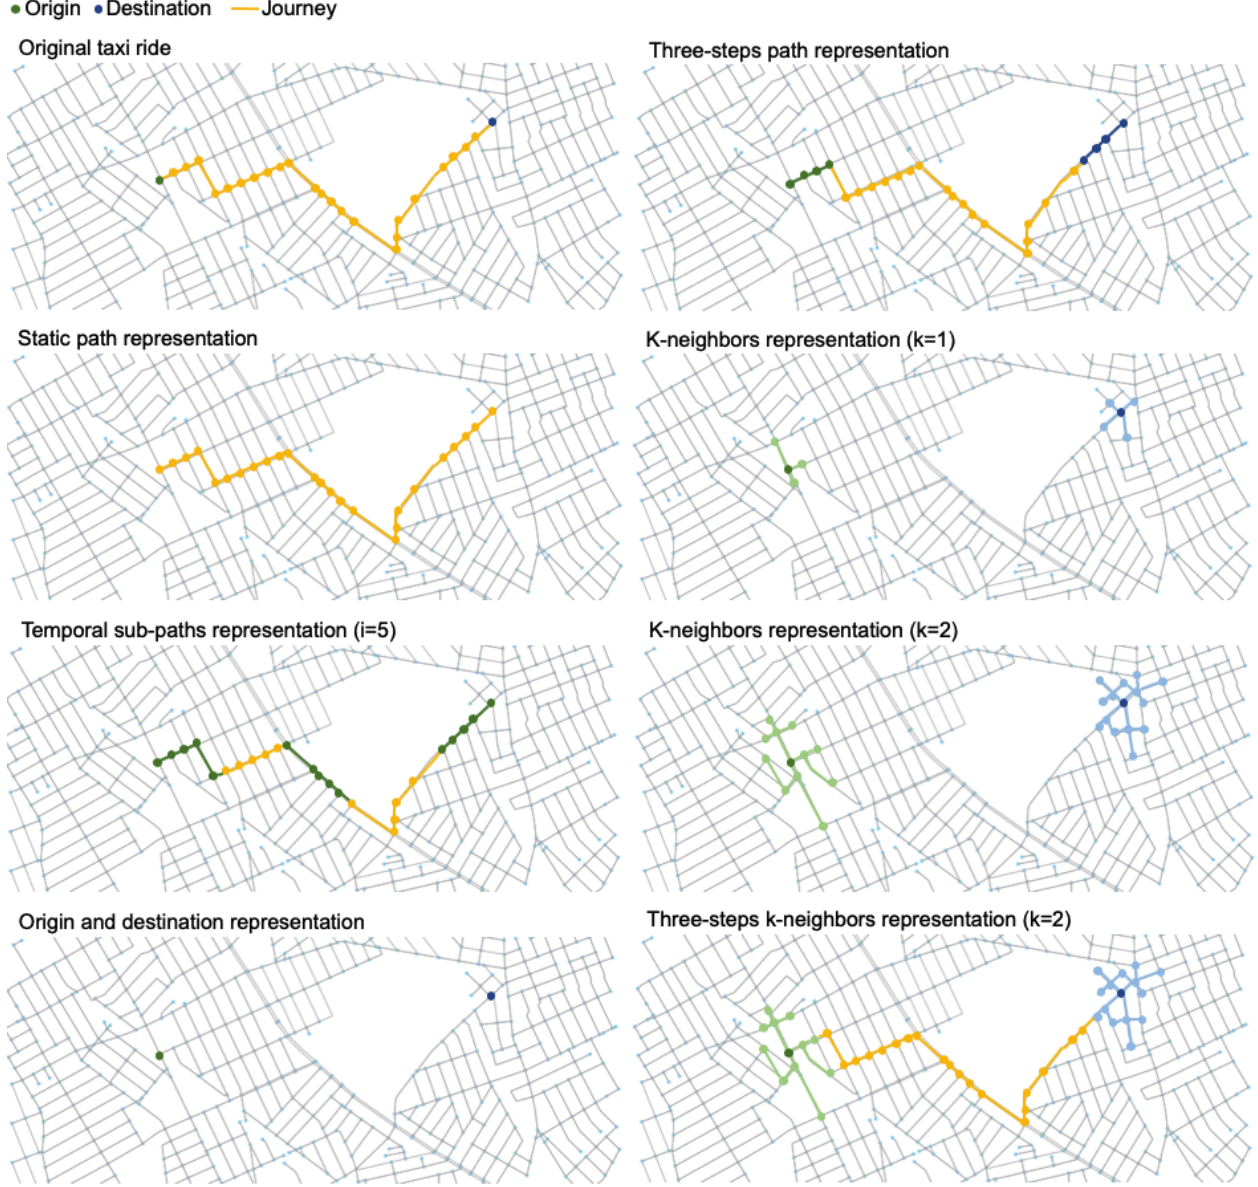 Origin Destination Journey
Original taxi ride
Three-steps path representation
Static path representation
K-neighbors representation (k=1)
Temporal sub-paths representation (i=5)
K-neighbors representation (k=2)
Origin and destination representation
Three-steps k-neighbors representation (k=2)